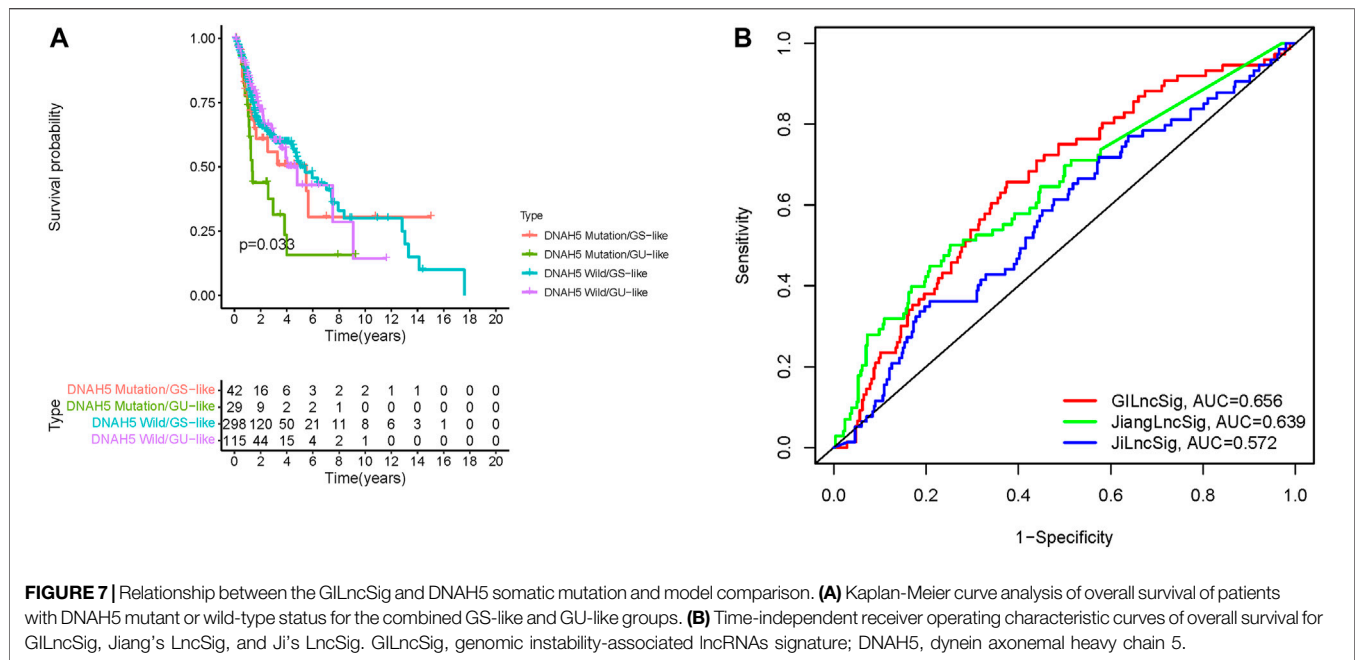 A
1.00
0.75
0.50
0.25
0.00
Survival probability
p=0.033
0 2 4 6 8 10 12 14 16 18 20
Time(years)
Type
DNAH5 Mutation/GS-like
DNAH5 Mutation/GU-like
DNAH5 Wild/GS-like
DNAH5 Wild/GU-like
Type
DNAH5 Mutation/GS-like 42 16 6 3 2 2 1 1 0 0 0
DNAH5 Mutation/GU-like 29 9 2 2 1 0 0 0 0 0 0
DNAH5 Wild/GS-like 298 120 50 21 11 8 6 3 1 0 0
DNAH5 Wild/GU-like 115 44 15 4 2 1 0 0 0 0 0
0 2 4 6 8 10 12 14 16 18 20
Time(years)
B
1.0
0.8
0.6
0.4
0.2
0.0
Sensitivity
GILncSig, AUC=0.656
JiangLncSig, AUC=0.639
JiLncSig, AUC=0.572
0.0 0.2 0.4 0.6 0.8 1.0
1-Specificity
FIGURE 7 | Relationship between the GILncSig and DNAH5 somatic mutation and model comparison. (A) Kaplan-Meier curve analysis of overall survival of patients
with DNAH5 mutant or wild-type status for the combined GS-like and GU-like groups. (B) Time-independent receiver operating characteristic curves of overall survival for
GILncSig, Jiang's LncSig, and Ji's LncSig. GILncSig, genomic instability-associated lncRNAs signature; DNAH5, dynein axonemal heavy chain 5.